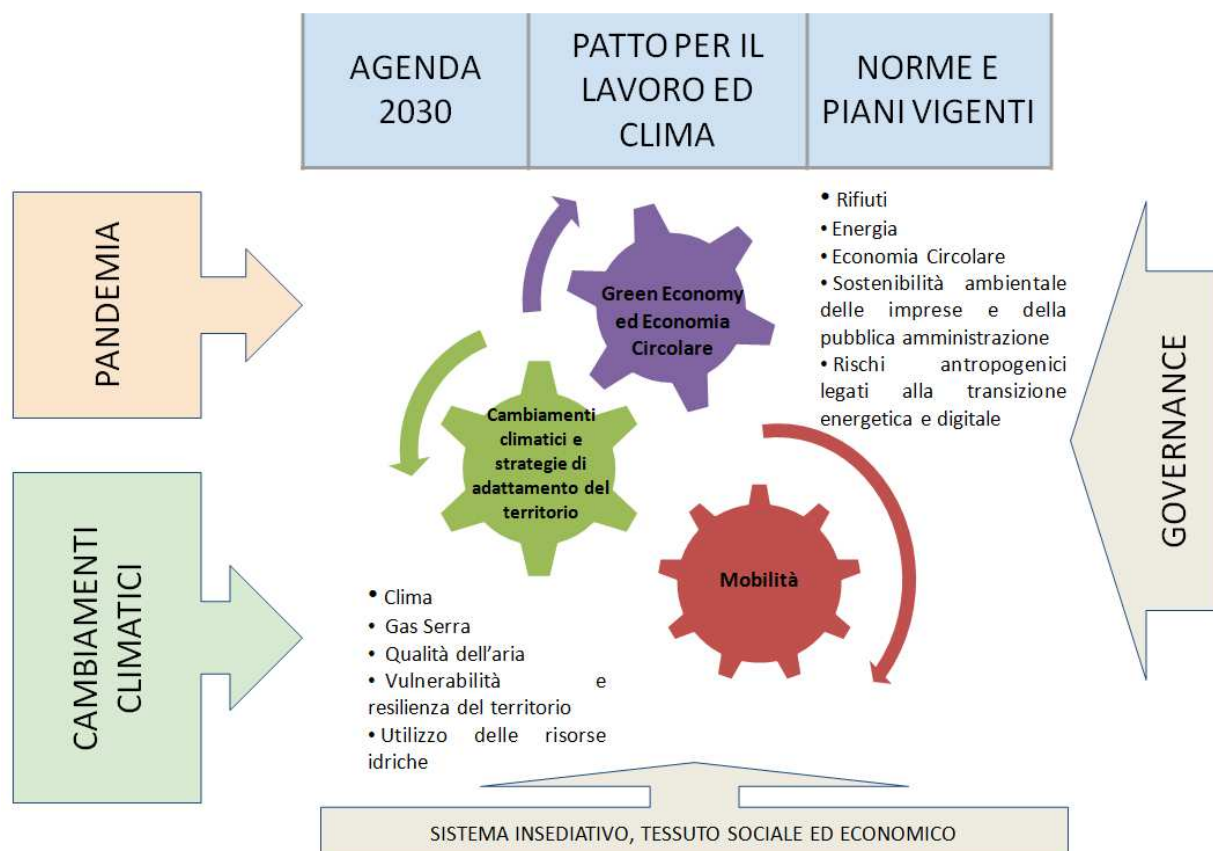 AGENDA
2030
PATTO PER IL
LAVORO ED
CLIMA
NORME E
PIANI VIGENTI
PANDEMIA
CAMBIAMENTI
CLIMATICI
Green Economy
ed Economia
Circolare
Cambiamenti
climatici e
strategie di
adattamento del
territorio
Mobilità
• Rifiuti
• Energia
• Economia Circolare
• Sostenibilità ambientale
delle imprese e della
pubblica amministrazione
• Rischi antropogenici
legati alla transizione
energetica e digitale
• Clima
• Gas Serra
• Qualità dell'aria
• Vulnerabilità e
resilienza del territorio
• Utilizzo delle risorse
idriche
GOVERNANCE
SISTEMA INSEDIATIVO, TESSUTO SOCIALE ED ECONOMICO